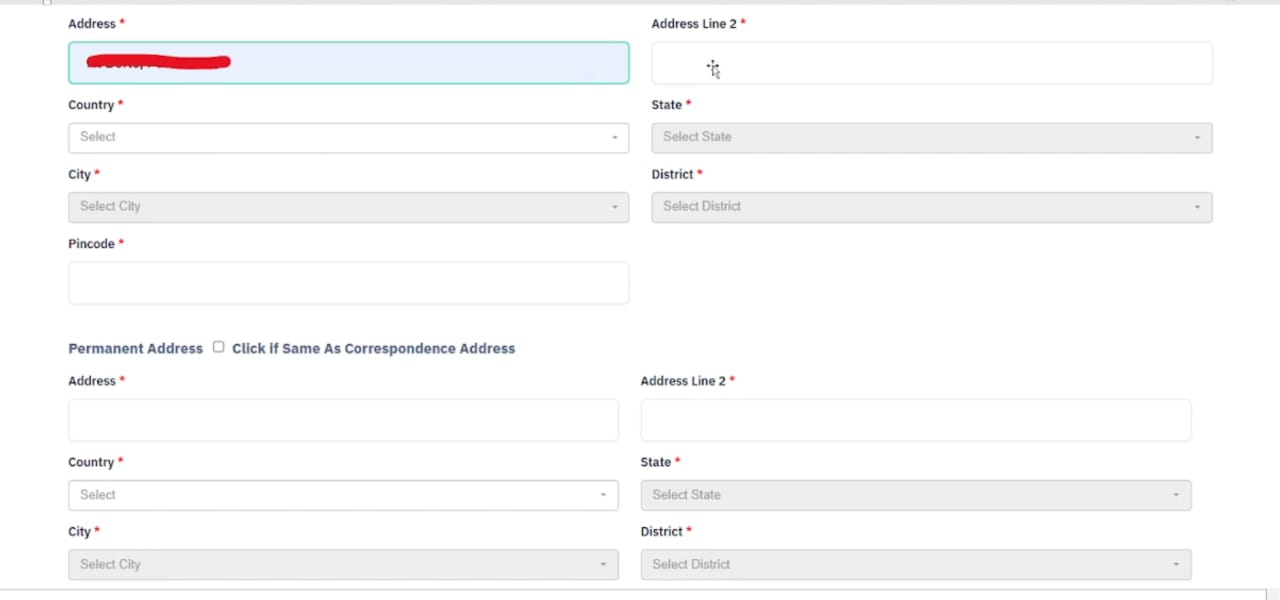 Address * Address Line 2 *
Country * State *
Select Select State
City * District *
Select City Select District
Pincode *
Permanent Address Click if Same As Correspondence Address
Address * Address Line 2 *
Country * State *
Select Select State
City * District *
Select City Select District